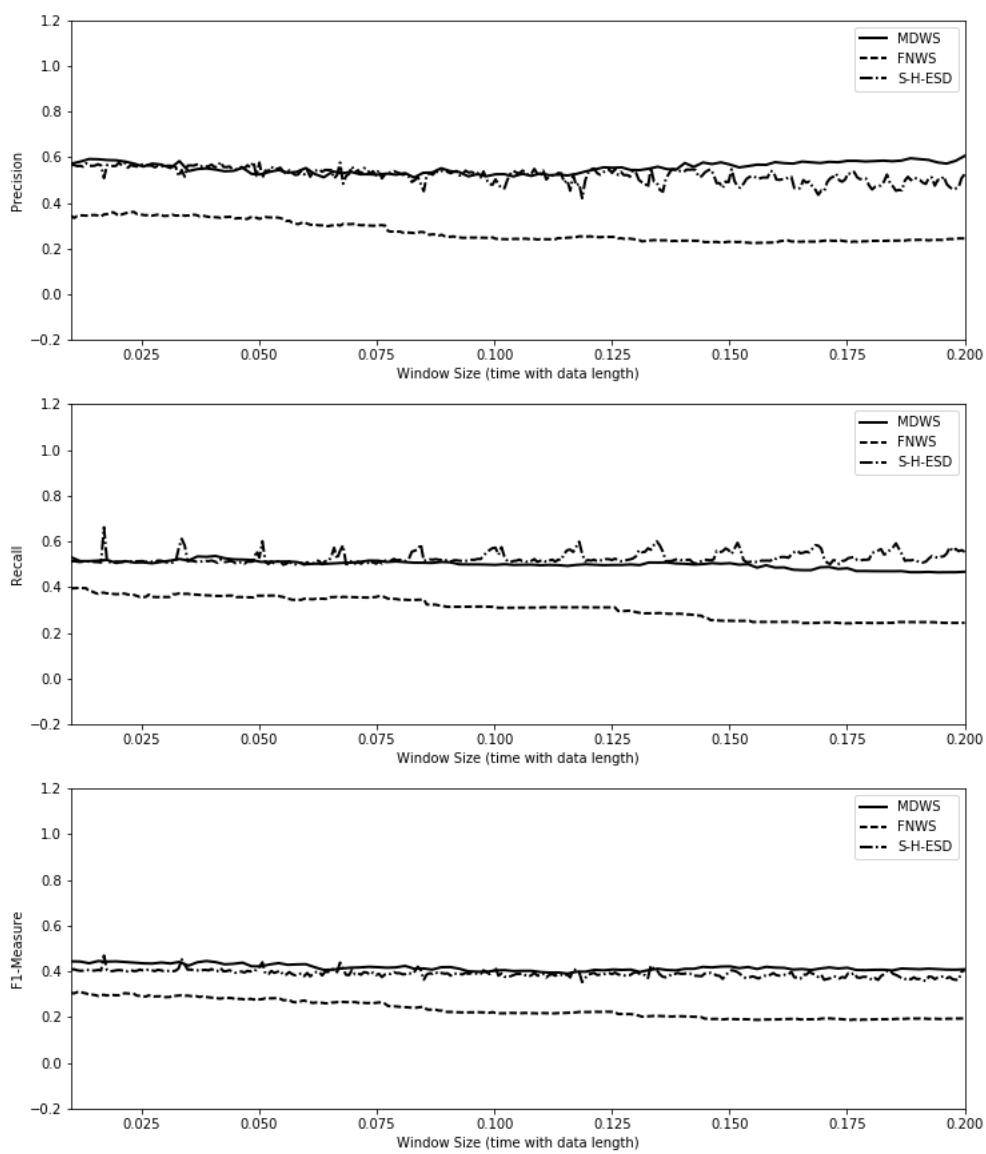 1.2
1.0
0.8
0.6
0.4
0.2
0.0
−0.2
Precision
MDWS
FNWS
S-H-ESD
0.025 0.050 0.075 0.100 0.125 0.150 0.175 0.200
Window Size (time with data length)
1.2
1.0
0.8
0.6
0.4
0.2
0.0
−0.2
Recall
MDWS
FNWS
S-H-ESD
0.025 0.050 0.075 0.100 0.125 0.150 0.175 0.200
Window Size (time with data length)
1.2
1.0
0.8
0.6
0.4
0.2
0.0
−0.2
F1-Measure
MDWS
FNWS
S-H-ESD
0.025 0.050 0.075 0.100 0.125 0.150 0.175 0.200
Window Size (time with data length)